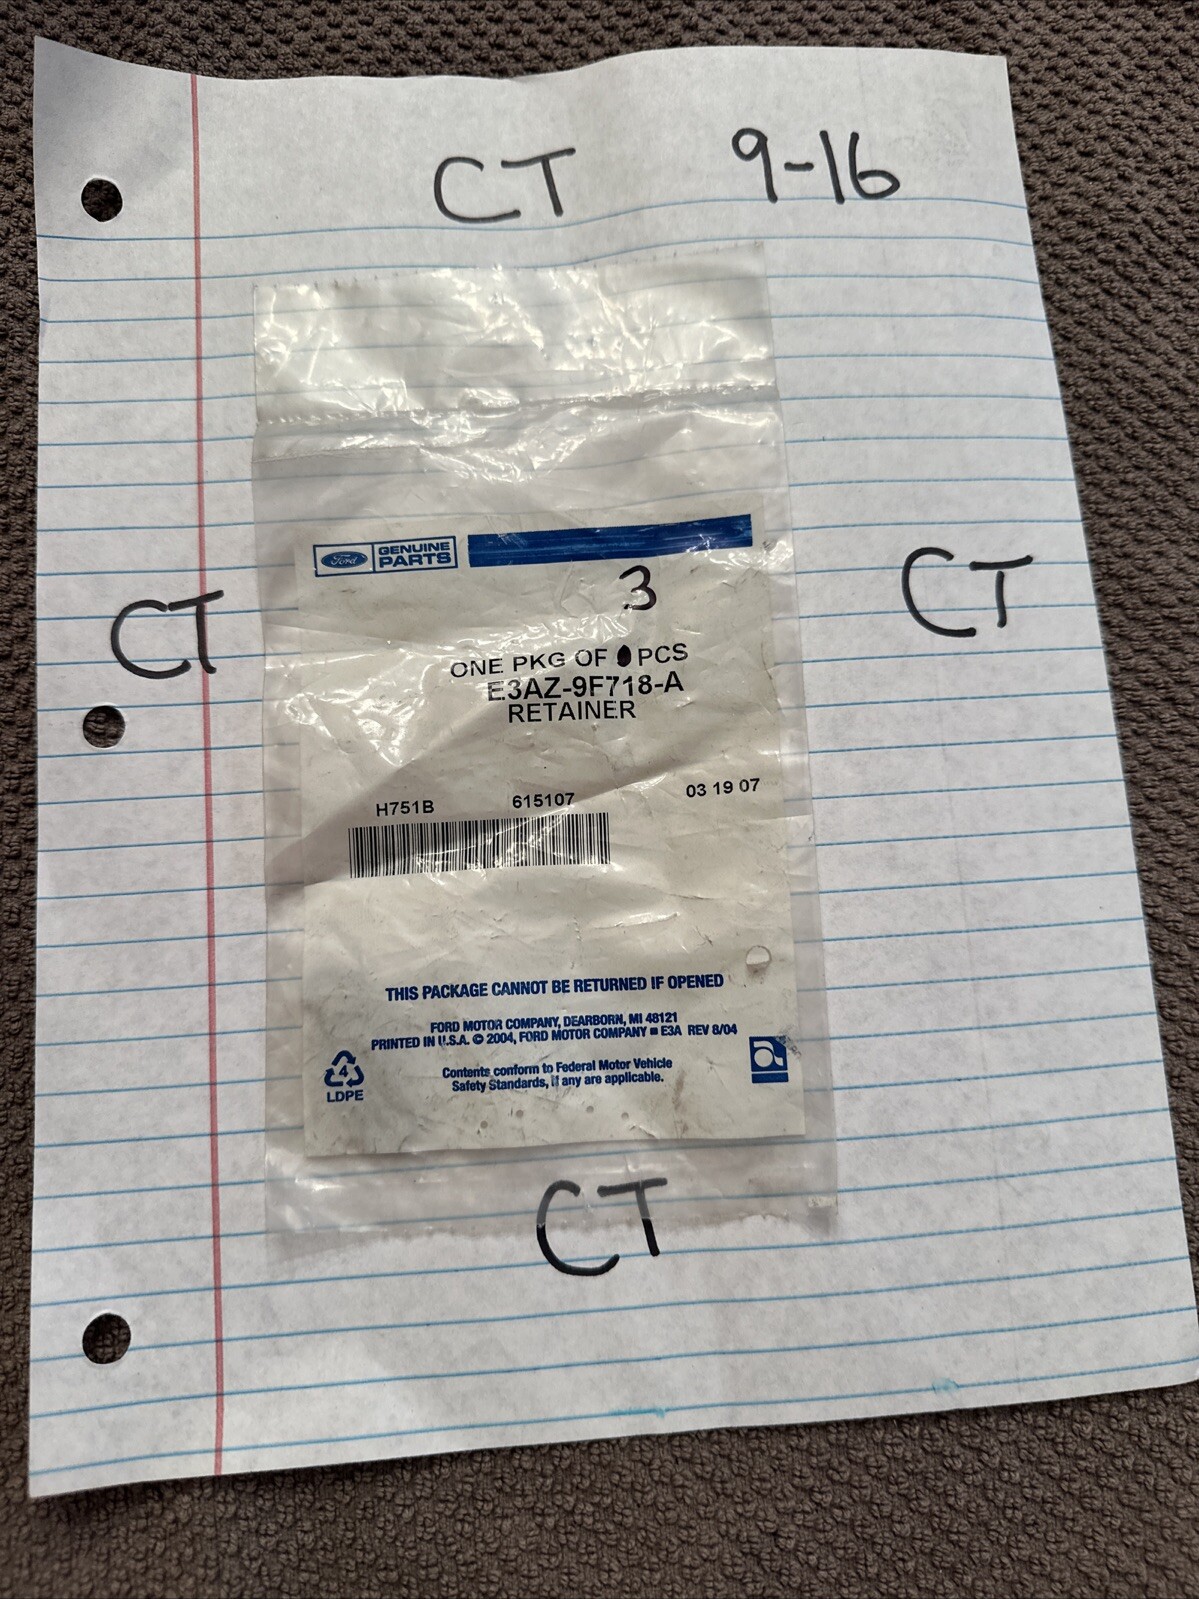 CT 9-16
Ford GENUINE PARTS
3
CT
CT
ONE PKG OF PCS
E3AZ-9F718-A
RETAINER
H751B 615107 03 19 07
THIS PACKAGE CANNOT BE RETURNED IF OPENED
FORD MOTOR COMPANY, DEARBORN, MI 48121
PRINTED IN U.S.A. © 2004, FORD MOTOR COMPANY ■ E3A REV 8/04
Contents conform to Federal Motor Vehicle
Safety Standards, if any are applicable.
4
LDPE
a
CT